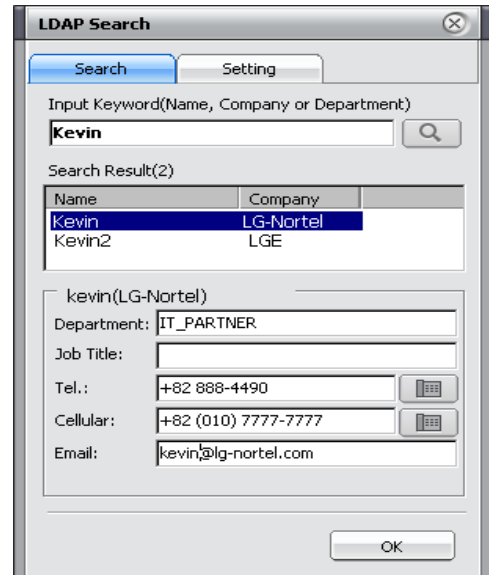 LDAP Search
Search Setting
Input Keyword(Name, Company or Department)
Kevin
Search Result(2)
Name Company
Kevin LG-Nortel
Kevin2 LGE
kevin(LG-Nortel)
Department: IT_PARTNER
Job Title:
Tel.: +82 888-4490
Cellular: +82 (010) 7777-7777
Email: kevin@lg-nortel.com
OK